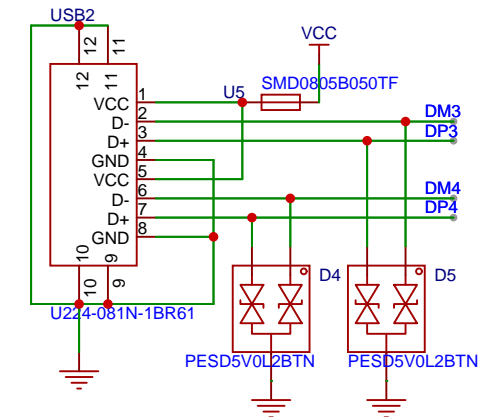 USB2
VCC
12
11
12
11
U5
SMD0805B050TF
VCC
1
D-
2
DM3
D+
3
DP3
GND
4
VCC
5
D-
6
DM4
D+
7
DP4
GND
8
10
9
10
9
D4
D5
U224-081N-1BR61
PESD5V0L2BTN
PESD5V0L2BTN